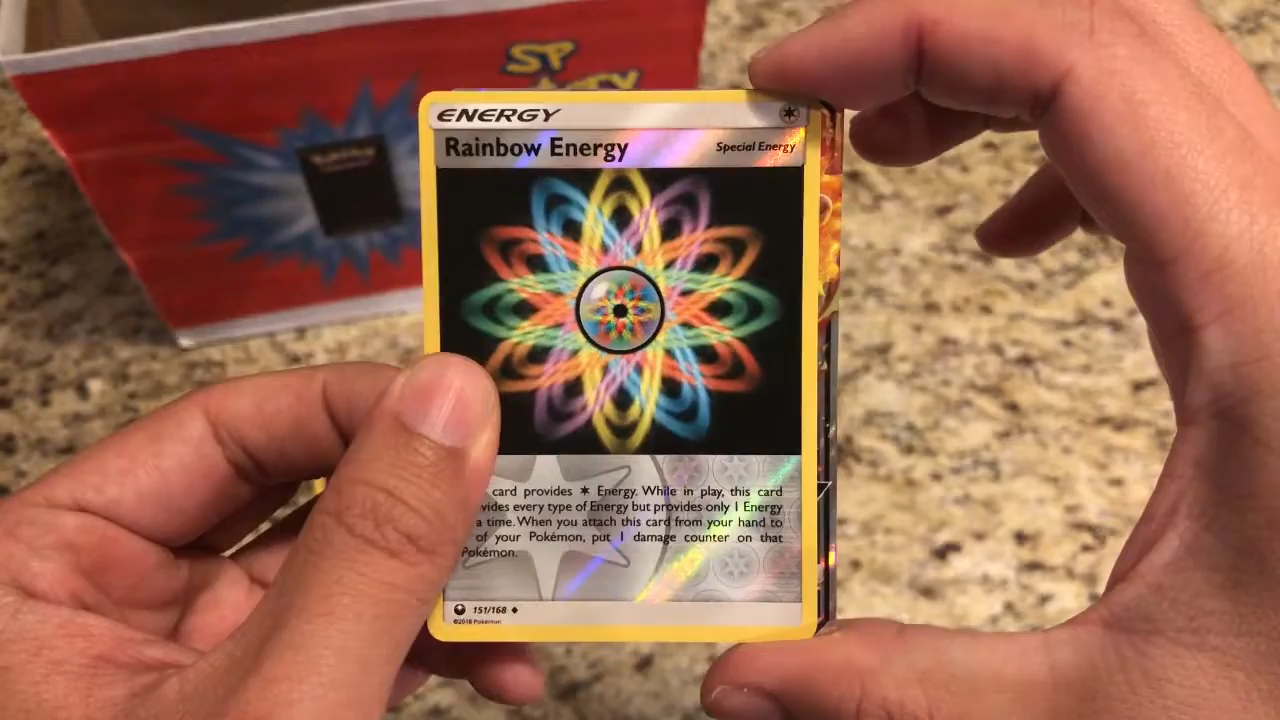 SP
ENERGY
Rainbow Energy
Special Energy
card provides Energy. While in play, this card
vides every type of Energy but provides only 1 Energy
a time. When you attach this card from your hand to
of your Pokémon, put 1 damage counter on that
Pokémon.
151/168
©2018 Pokémon